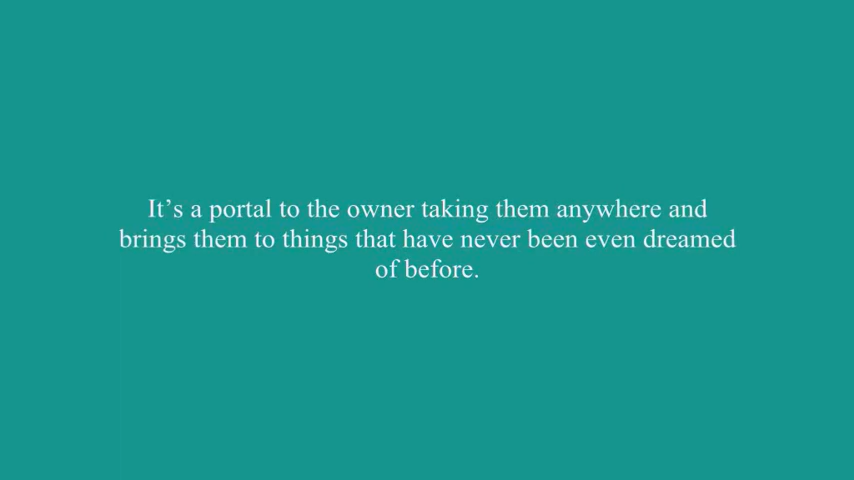 It’s a portal to the owner taking them anywhere and
brings them to things that have never been even dreamed
of before.